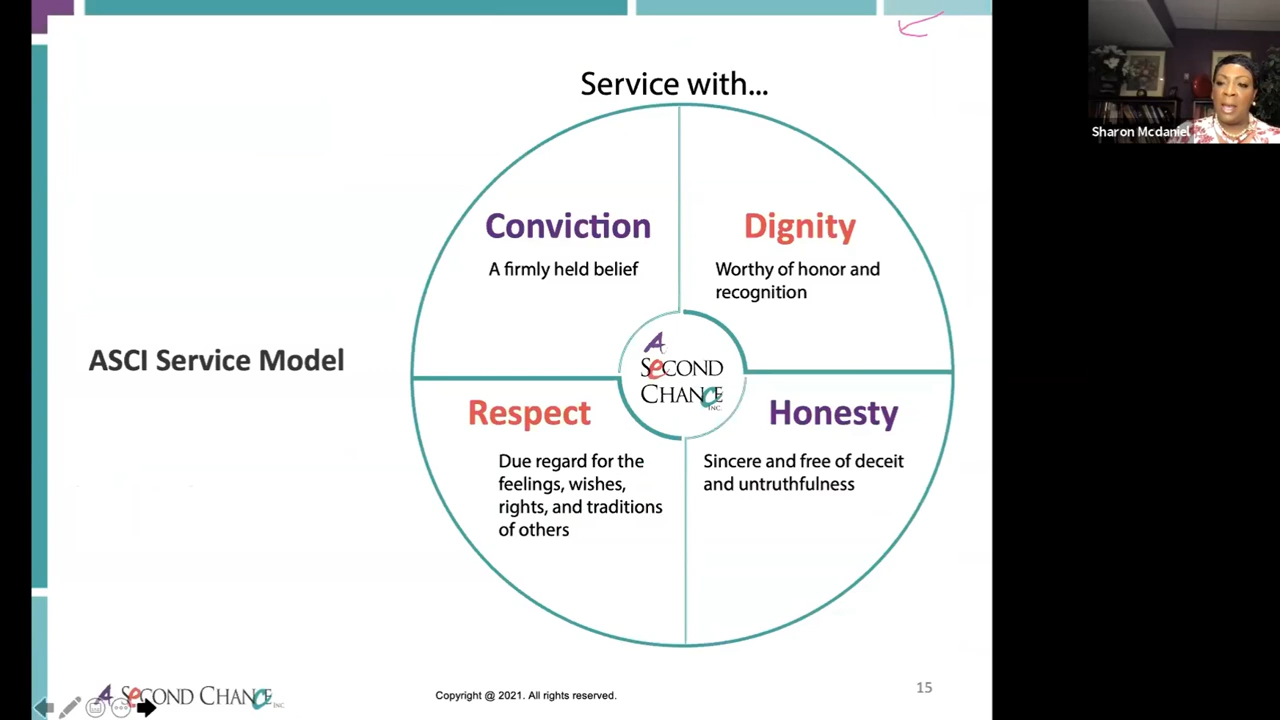 Service with...
Conviction
A firmly held belief
Dignity
Worthy of honor and
recognition
ASCI Service Model
A
SeCOND
CHANCE
INC.
Respect
Due regard for the
feelings, wishes,
rights, and traditions
of others
Honesty
Sincere and free of deceit
and untruthfulness
A SeCOND CHANCE INC.
Copyright @ 2021. All rights reserved.
15
Sharon Mcdaniel